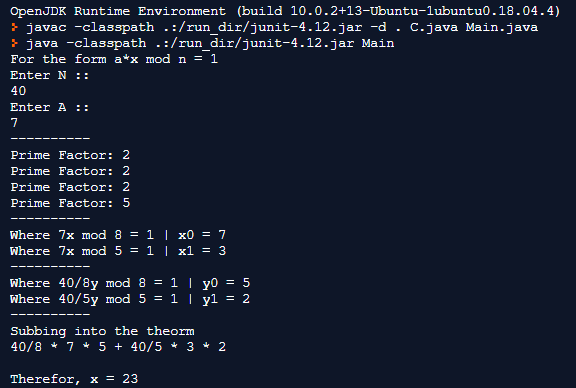 OpenJDK Runtime Environment (build 10.0.2+13-Ubuntu-1ubuntu0.18.04.4)
> javac -classpath .:/run_dir/junit-4.12.jar -d . C.java Main.java
> java -classpath .:/run_dir/junit-4.12.jar Main
For the form a*x mod n = 1
Enter N ::
40
Enter A ::
7
----------
Prime Factor: 2
Prime Factor: 2
Prime Factor: 2
Prime Factor: 5
----------
Where 7x mod 8 = 1 | x0 = 7
Where 7x mod 5 = 1 | x1 = 3
----------
Where 40/8y mod 8 = 1 | y0 = 5
Where 40/5y mod 5 = 1 | y1 = 2
----------
Subbing into the theorm
40/8 * 7 * 5 + 40/5 * 3 * 2
Therefor, x = 23